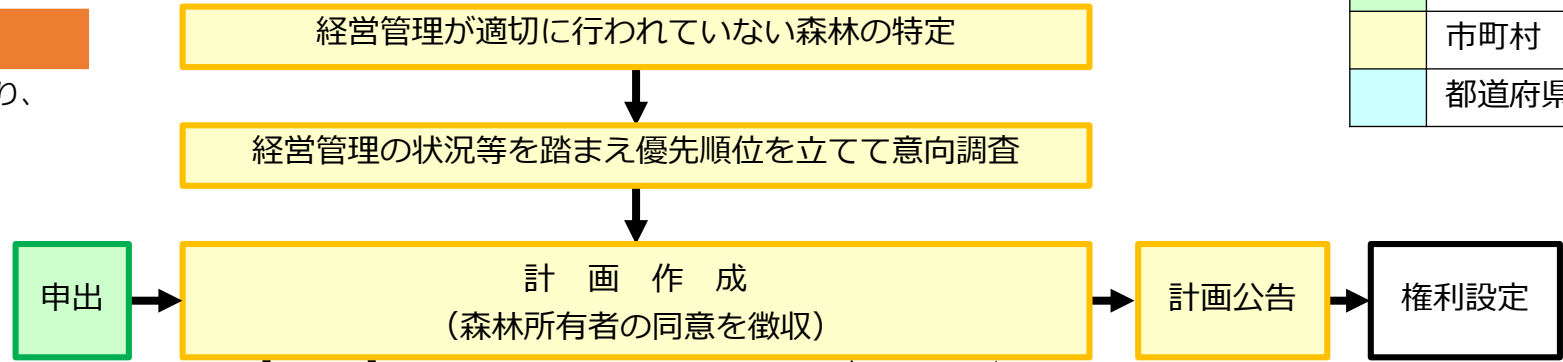 経営管理が適切に行われていない森林の特定
市町村
り、
都道府県
経営管理の状況等を踏まえ優先順位を立てて意向調査
申出
計　画　作　成
（森林所有者の同意を徴収）
計画公告
権利設定